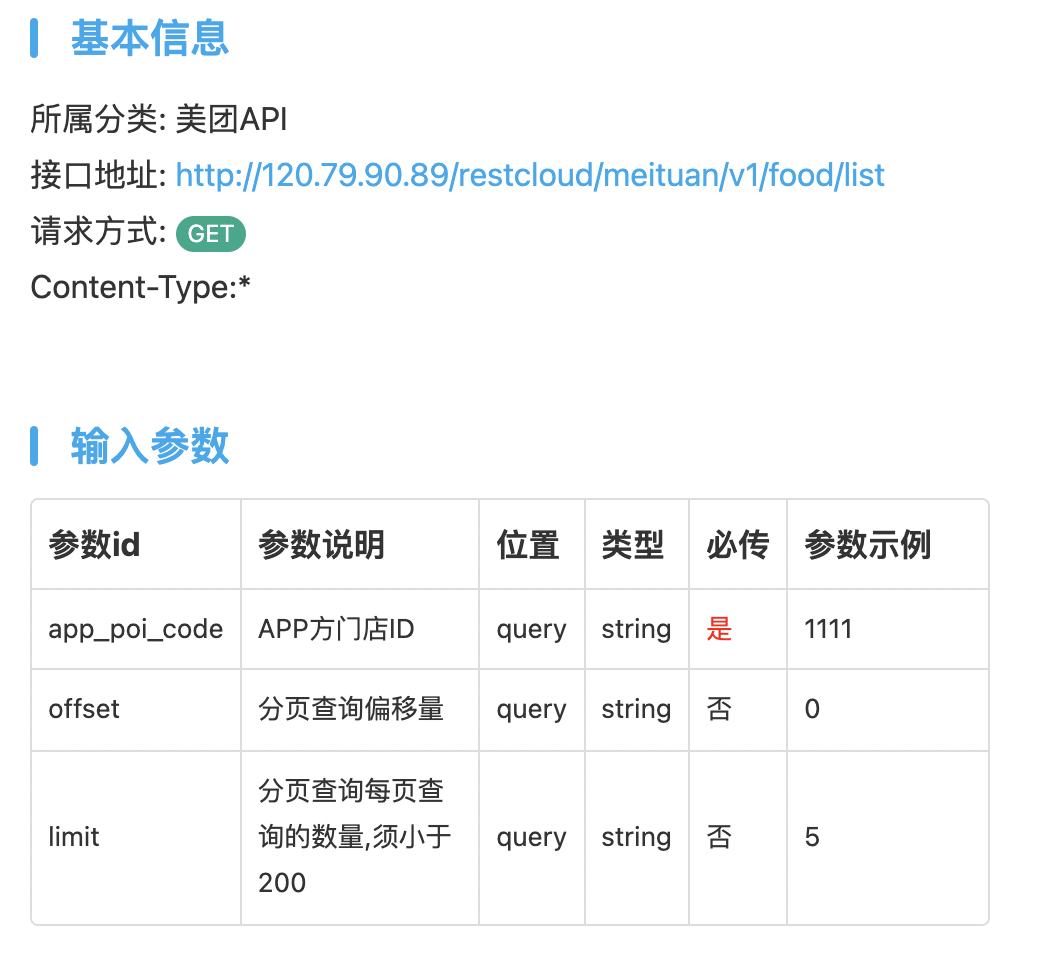 基本信息
所属分类: 美团API
接口地址: http://120.79.90.89/restcloud/meituan/v1/food/list
请求方式: GET
Content-Type:*
输入参数
参数id 参数说明 位置 类型 必传 参数示例
app_poi_code APP方门店ID query string 是 1111
offset 分页查询偏移量 query string 否 0
分页查询每页查
limit 询的数量,须小于 query string 否 5
200